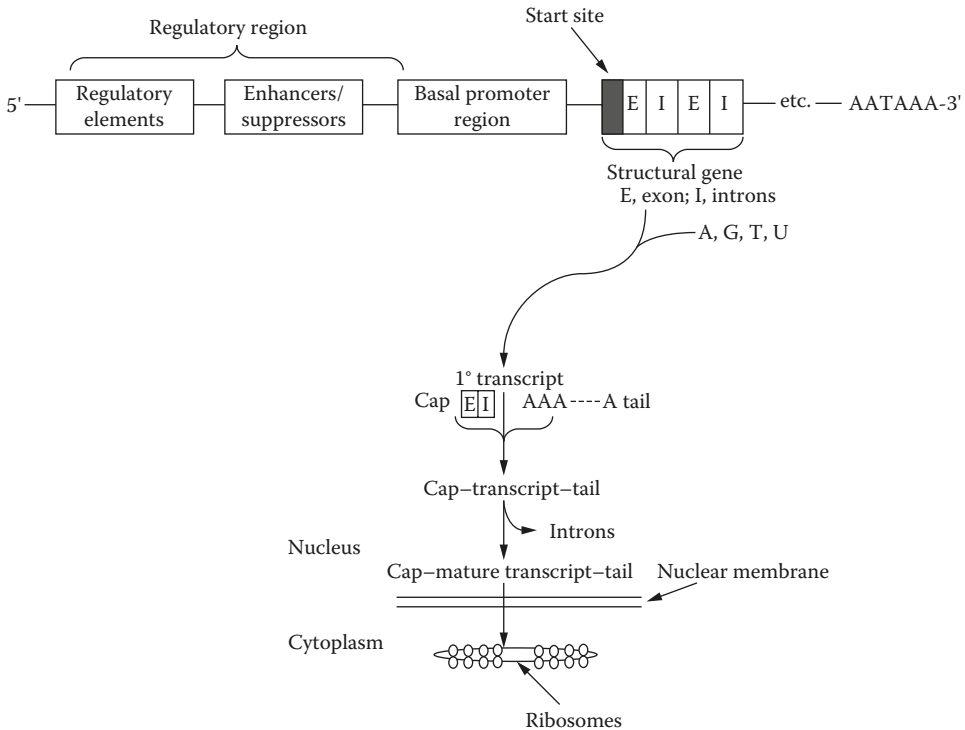 Regulatory region
Start site
5'
Regulatory
elements
Enhancers/
suppressors
Basal promoter
region
E I E I
etc.
AATAAA-3'
Structural gene
E, exon; I, introns
A, G, T, U
1° transcript
Cap E I AAA----A tail
Cap–transcript–tail
Introns
Nucleus
Cap–mature transcript–tail
Nuclear membrane
Cytoplasm
Ribosomes